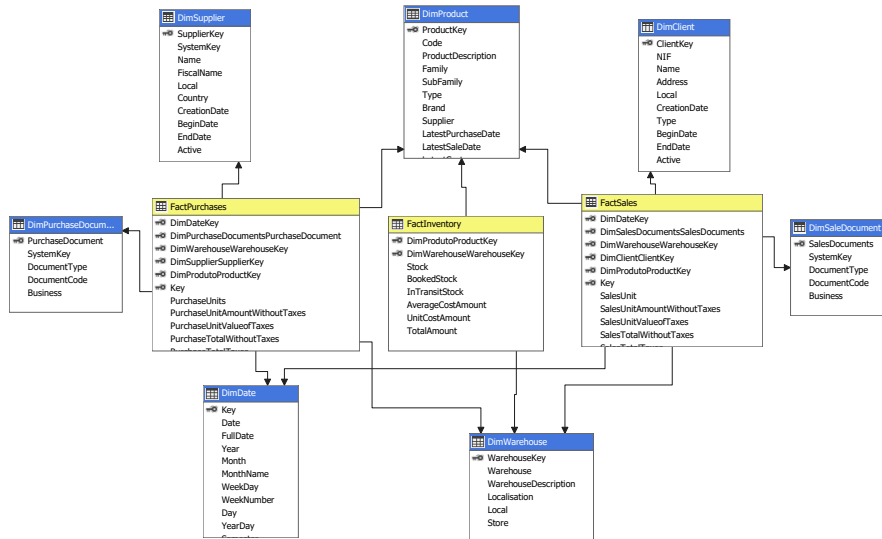 DimSupplier
SupplierKey
SystemKey
Name
FiscalName
Local
Country
CreationDate
BeginDate
EndDate
Active
DimProduct
ProductKey
Code
ProductDescription
Family
SubFamily
Type
Brand
Supplier
LatestPurchaseDate
LatestSaleDate
DimClient
ClientKey
NIF
Name
Address
Local
CreationDate
Type
BeginDate
EndDate
Active
DimPurchaseDocum...
PurchaseDocument
SystemKey
DocumentType
DocumentCode
Business
FactPurchases
DimDateKey
DimPurchaseDocumentsPurchaseDocument
DimWarehouseWarehouseKey
DimSupplierSupplierKey
DimProdutoProductKey
Key
PurchaseUnits
PurchaseUnitAmountWithoutTaxes
PurchaseUnitValueofTaxes
PurchaseTotalWithoutTaxes
PurchaseTotalTaxes
FactInventory
DimProdutoProductKey
DimWarehouseWarehouseKey
Stock
BookedStock
InTransitStock
AverageCostAmount
UnitCostAmount
TotalAmount
FactSales
DimDateKey
DimSalesDocumentsSalesDocuments
DimWarehouseWarehouseKey
DimClientClientKey
DimProdutoProductKey
Key
SalesUnit
SalesUnitAmountWithoutTaxes
SalesUnitValueofTaxes
SalesTotalWithoutTaxes
SalesTotalTaxes
DimSaleDocument
SalesDocuments
SystemKey
DocumentType
DocumentCode
Business
DimDate
Key
Date
FullDate
Year
Month
MonthName
WeekDay
WeekNumber
Day
YearDay
DimWarehouse
WarehouseKey
Warehouse
WarehouseDescription
Localisation
Local
Store